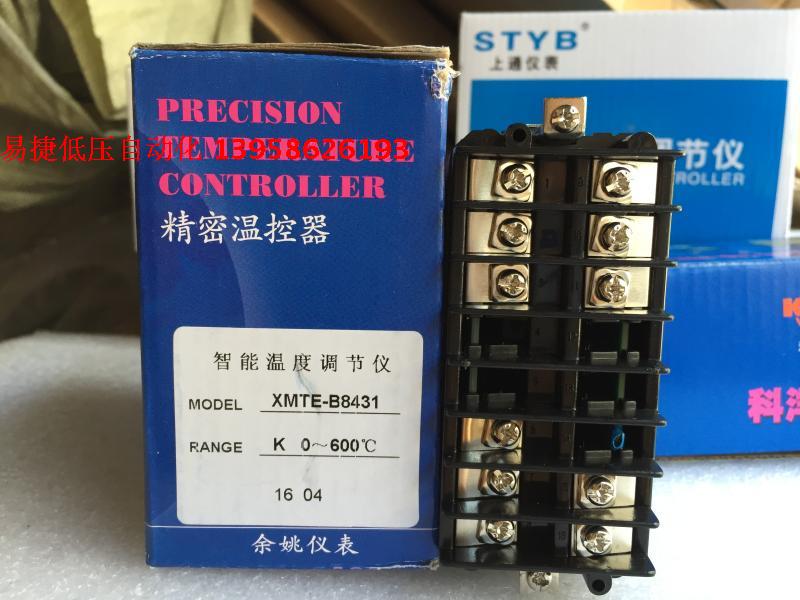 STYB
上通仪表
PRECISION
TEMPERATURE
易捷低压自动化 13958626193
CONTROLLER
精密温控器
智能温度调节仪
MODEL XMTE-B8431
RANGE K 0～600℃
16 04
余姚仪表
调节仪
ROLLER
科